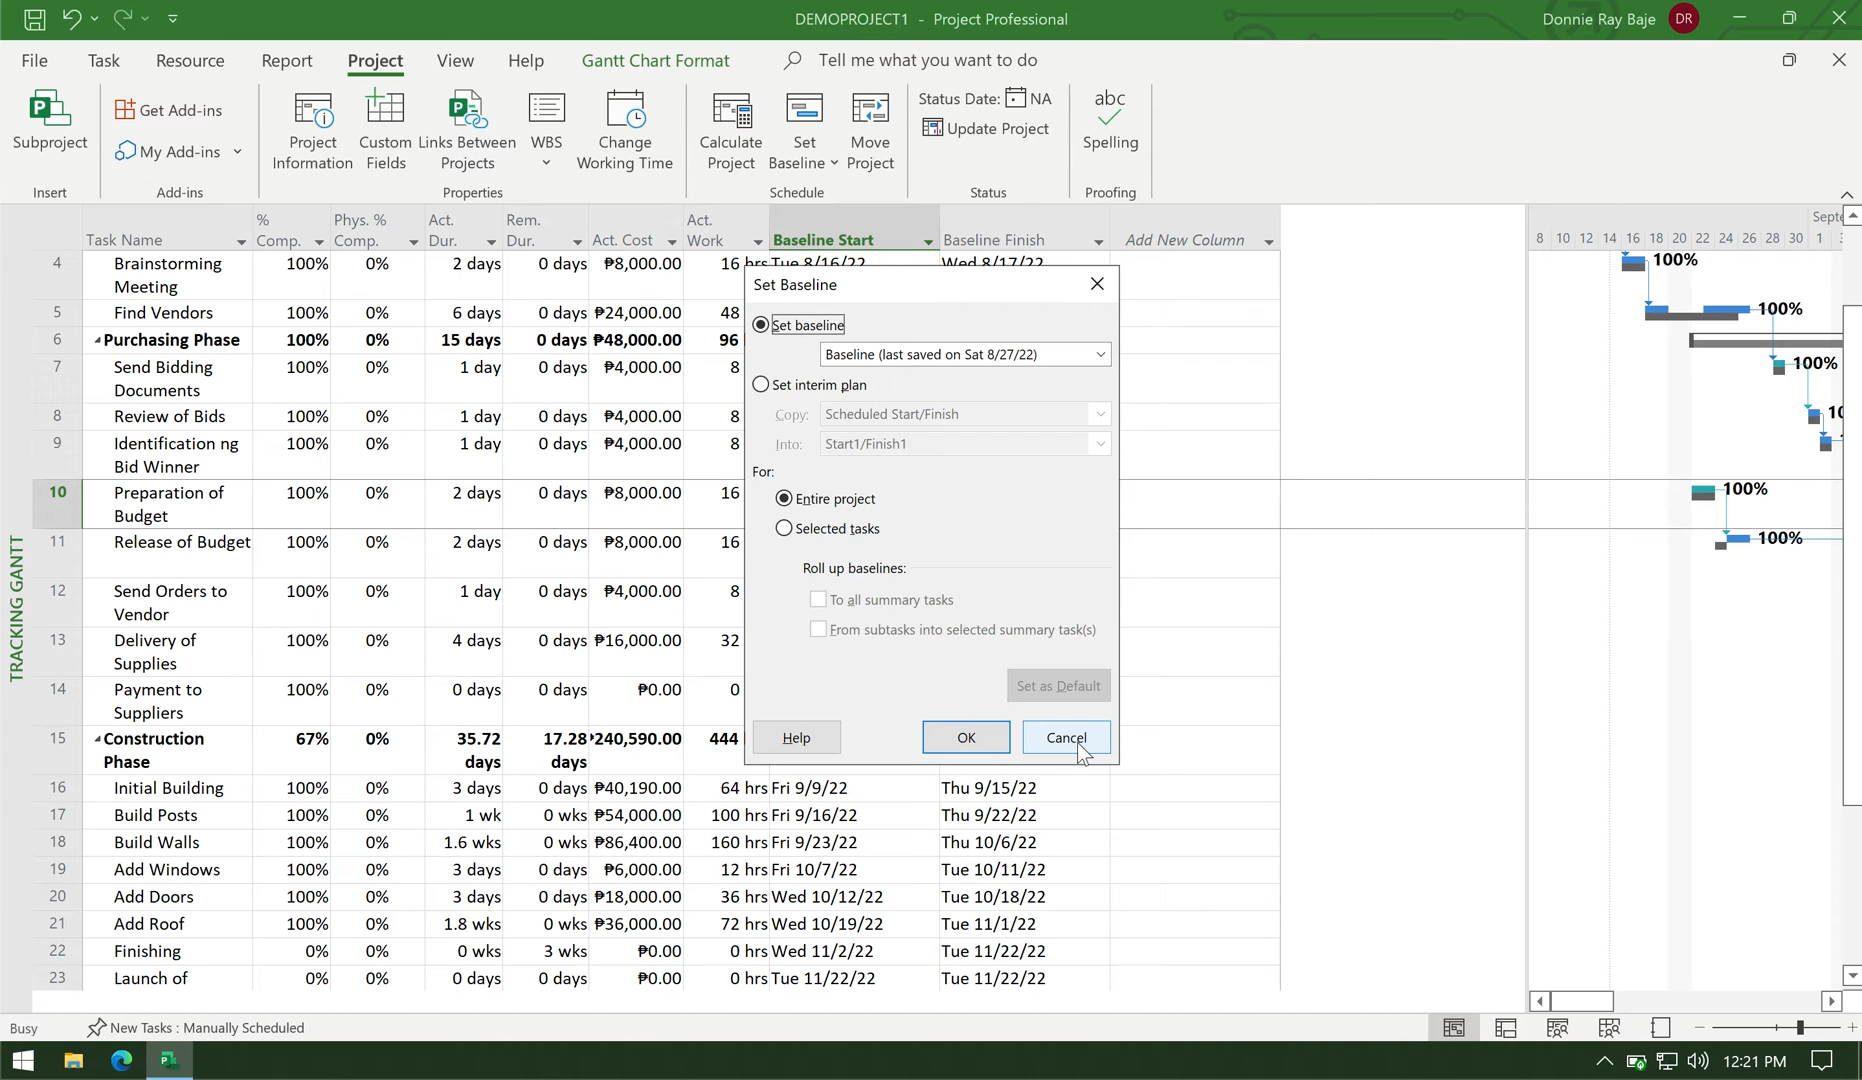 DEMOPROJECT1 - Project Professional
Donnie Ray Baje DR
File Task Resource Report Project View Help Gantt Chart Format Tell me what you want to do
Subproject
Insert
Get Add-ins
My Add-ins
Add-ins
Project Information
Custom Fields
Links Between Projects
WBS
Change Working Time
Properties
Calculate Project
Set Baseline
Move Project
Schedule
Status Date: NA
Update Project
Status
abc
Spelling
Proofing
Task Name % Comp. Phys. % Comp. Act. Dur. Rem. Dur. Act. Cost Act. Work Baseline Start Baseline Finish Add New Column
Septe
8 10 12 14 16 18 20 22 24 26 28 30 1
4 Brainstorming Meeting 100% 0% 2 days 0 days ₱8,000.00 16 hrs Tue 8/16/22 Wed 8/17/22
5 Find Vendors 100% 0% 6 days 0 days ₱24,000.00 48
6 Purchasing Phase 100% 0% 15 days 0 days ₱48,000.00 96
7 Send Bidding Documents 100% 0% 1 day 0 days ₱4,000.00 8
8 Review of Bids 100% 0% 1 day 0 days ₱4,000.00 8
9 Identification ng Bid Winner 100% 0% 1 day 0 days ₱4,000.00 8
10 Preparation of Budget 100% 0% 2 days 0 days ₱8,000.00 16
11 Release of Budget 100% 0% 2 days 0 days ₱8,000.00 16
12 Send Orders to Vendor 100% 0% 1 day 0 days ₱4,000.00 8
13 Delivery of Supplies 100% 0% 4 days 0 days ₱16,000.00 32
14 Payment to Suppliers 100% 0% 0 days 0 days ₱0.00 0
15 Construction Phase 67% 0% 35.72 days 17.28 days 240,590.00 444
16 Initial Building 100% 0% 3 days 0 days ₱40,190.00 64 hrs Fri 9/9/22 Thu 9/15/22
17 Build Posts 100% 0% 1 wk 0 wks ₱54,000.00 100 hrs Fri 9/16/22 Thu 9/22/22
18 Build Walls 100% 0% 1.6 wks 0 wks ₱86,400.00 160 hrs Fri 9/23/22 Thu 10/6/22
19 Add Windows 100% 0% 3 days 0 days ₱6,000.00 12 hrs Fri 10/7/22 Tue 10/11/22
20 Add Doors 100% 0% 3 days 0 days ₱18,000.00 36 hrs Wed 10/12/22 Tue 10/18/22
21 Add Roof 100% 0% 1.8 wks 0 wks ₱36,000.00 72 hrs Wed 10/19/22 Tue 11/1/22
22 Finishing 0% 0% 0 wks 3 wks ₱0.00 0 hrs Wed 11/2/22 Tue 11/22/22
23 Launch of 0% 0% 0 days 0 days ₱0.00 0 hrs Tue 11/22/22 Tue 11/22/22
Set Baseline
Set baseline
Baseline (last saved on Sat 8/27/22)
Set interim plan
Copy: Scheduled Start/Finish
Into: Start1/Finish1
For:
Entire project
Selected tasks
Roll up baselines:
To all summary tasks
From subtasks into selected summary task(s)
Set as Default
Help OK Cancel
100%
100%
100%
100%
100%
TRACKING GANTT
Busy New Tasks : Manually Scheduled
12:21 PM